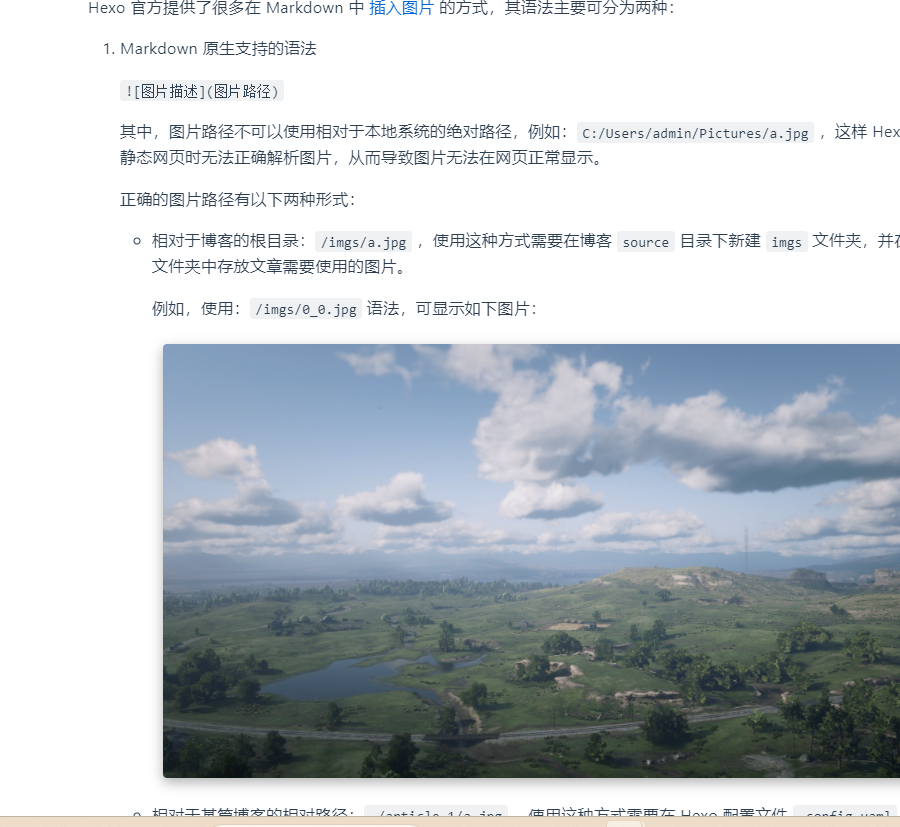 Hexo 官方提供了很多在 Markdown 中 插入图片 的方式，其语法主要可分为两种：
1. Markdown 原生支持的语法
![图片描述](图片路径)
其中，图片路径不可以使用相对于本地系统的绝对路径，例如： C:/Users/admin/Pictures/a.jpg ，这样 Hex
静态网页时无法正确解析图片，从而导致图片无法在网页正常显示。
正确的图片路径有以下两种形式：
相对于博客的根目录： /imgs/a.jpg ，使用这种方式需要在博客 source 目录下新建 imgs 文件夹，并在
文件夹中存放文章需要使用的图片。
例如，使用： /imgs/0_0.jpg 语法，可显示如下图片：
相对于某篇博客的相对路径： /article_1/a.jpg ，使用这种方式需要在 Hexo 配置文件 _config.yaml